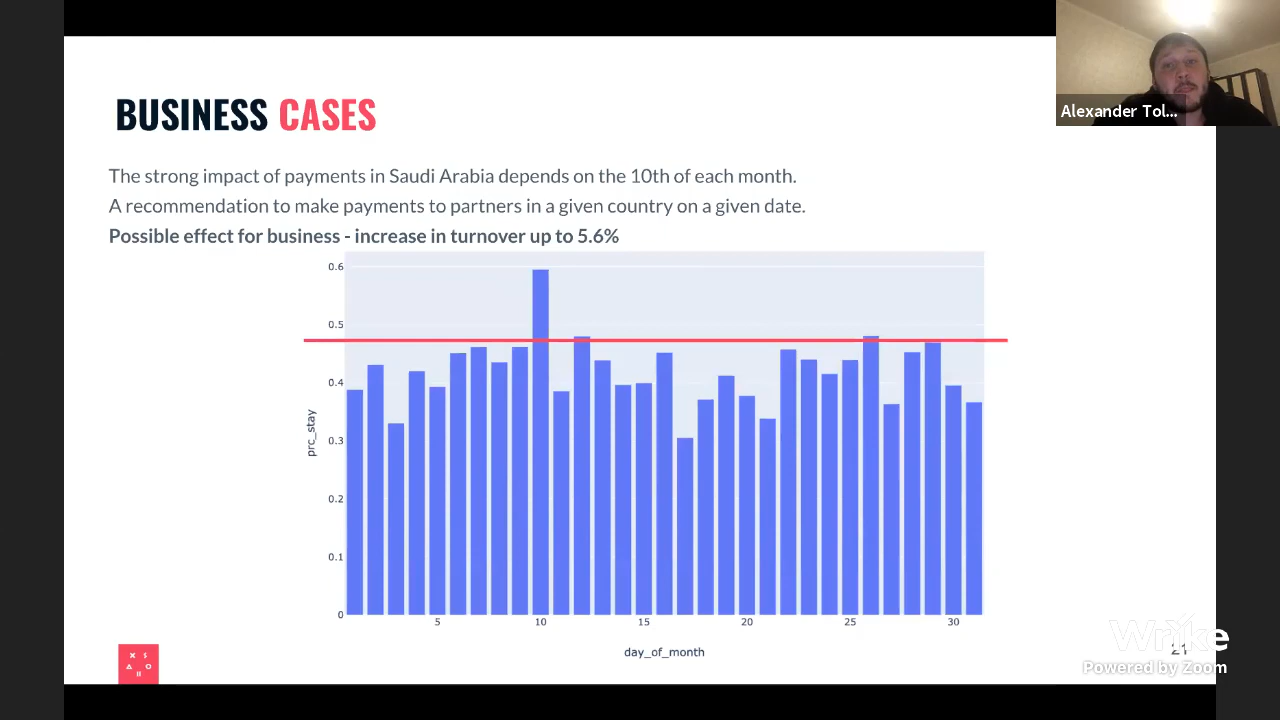 BUSINESS CASES
Alexander Tol...
The strong impact of payments in Saudi Arabia depends on the 10th of each month.
A recommendation to make payments to partners in a given country on a given date.
Possible effect for business - increase in turnover up to 5.6%
0.6
0.5
0.4
0.3
0.2
0.1
0
prc_stay
5 10 15 20 25 30
day_of_month
X S
O
II
21
Wrike
Powered by Zoom